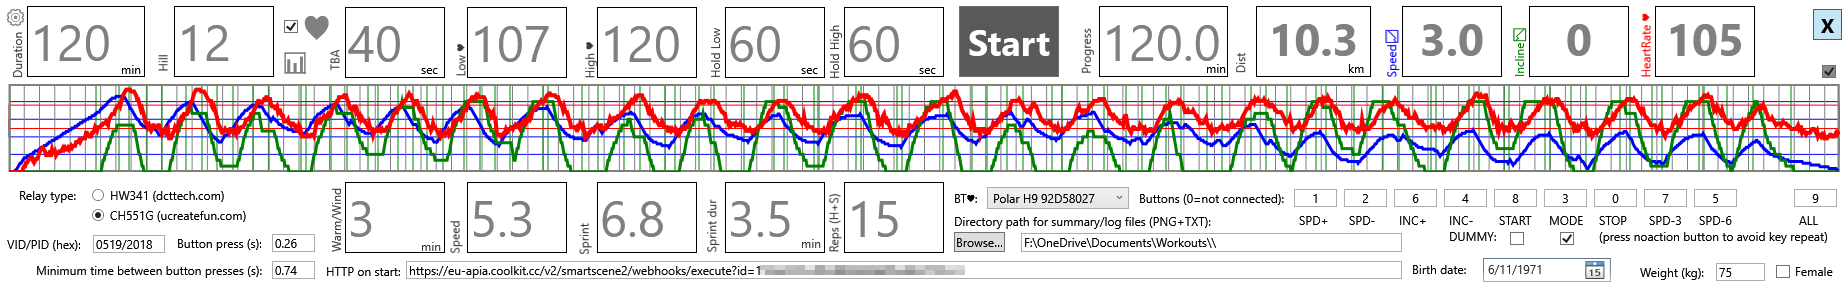 Duration 120 min
Hill 12
TBA 40 sec
Low♥ 107
High♥ 120
Hold Low 60 sec
Hold High 60 sec
Start
Progress 120.0 min
Dist 10.3 km
Speed 3.0
Incline 0
HeartRate♥ 105
X
Relay type:
HW341 (dcttech.com)
CH551G (ucreatefun.com)
VID/PID (hex): 0519/2018
Button press (s): 0.26
Minimum time between button presses (s): 0.74
Warm/Wind 3 min
Speed 5.3
Sprint 6.8
Sprint dur 3.5 min
Reps (H+S) 15
HTTP on start: https://eu-apia.coolkit.cc/v2/smartscene2/webhooks/execute?id=1
BT♥: Polar H9 92D58027
Buttons (0=not connected): 1 2 6 4 8 3 0 7 5 9
SPD+ SPD- INC+ INC- START MODE STOP SPD-3 SPD-6 ALL
Directory path for summary/log files (PNG+TXT):
DUMMY: (press noaction button to avoid key repeat)
Browse... F:\OneDrive\Documents\Workouts\\
Birth date: 6/11/1971 15
Weight (kg): 75
Female